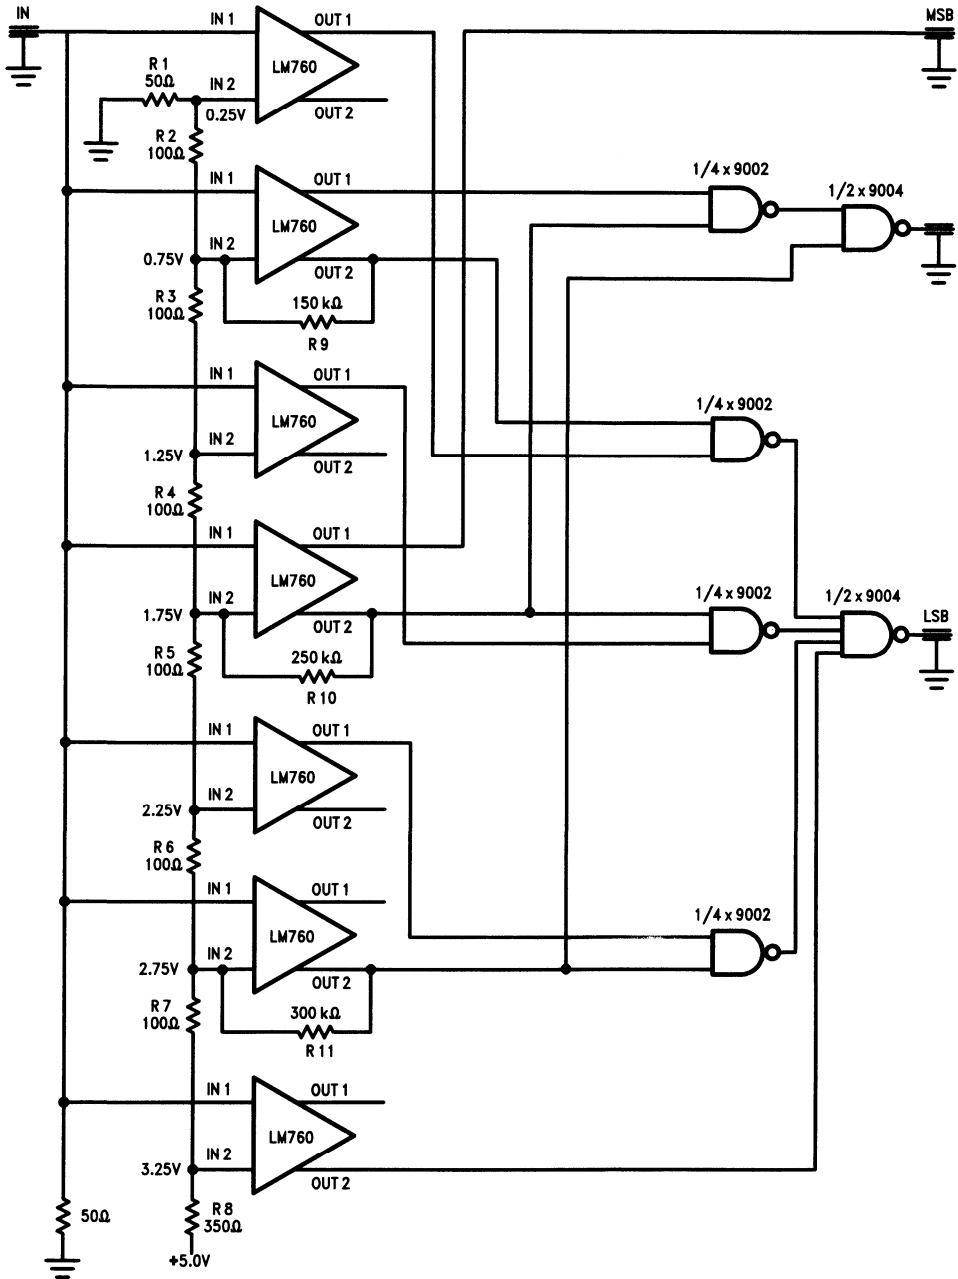 IN
IN 1
OUT 1
MSB
LM760
R 1
50Ω
IN 2
0.25V
OUT 2
R 2
100Ω
IN 1
OUT 1
1/4 x 9002
1/2 x 9004
LM760
IN 2
0.75V
OUT 2
R 3
100Ω
150 kΩ
R 9
IN 1
OUT 1
1/4 x 9002
LM760
IN 2
1.25V
OUT 2
R 4
100Ω
IN 1
OUT 1
LM760
1/4 x 9002
1/2 x 9004
IN 2
1.75V
OUT 2
LSB
R 5
100Ω
250 kΩ
R 10
IN 1
OUT 1
LM760
IN 2
2.25V
OUT 2
R 6
100Ω
IN 1
OUT 1
1/4 x 9002
LM760
IN 2
2.75V
OUT 2
R 7
100Ω
300 kΩ
R 11
IN 1
OUT 1
LM760
IN 2
3.25V
OUT 2
50Ω
R 8
350Ω
+5.0V